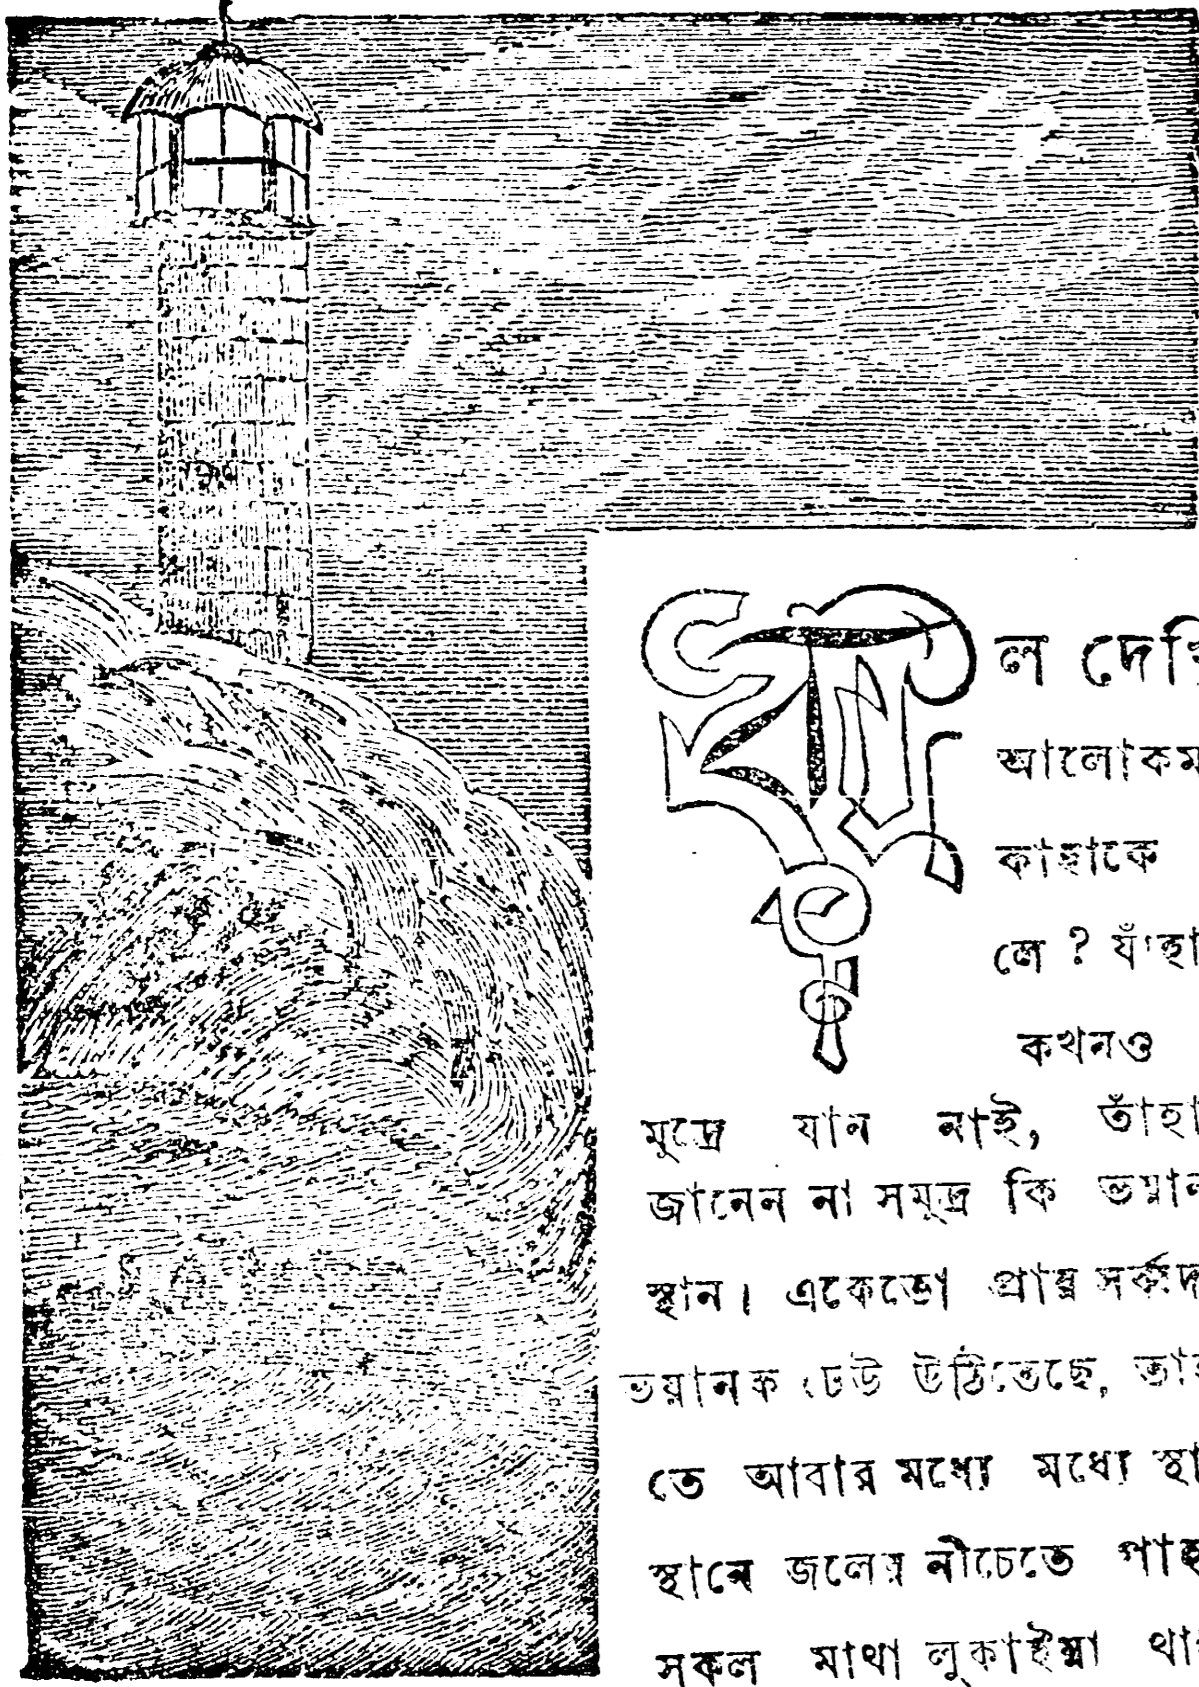 ল দেখি
আলোকম
কাহাকে
লে ? যাঁহা
কখনও
মুদ্রে যান নাই, তাঁহা
জানেন না সমুদ্র কি ভয়ান
স্থান। একেতো প্রায় সর্ব্বদ
ভয়ানক ঢেউ উঠিতেছে, তাহ
তে আবার মধ্যে মধ্যে স্থা
স্থানে জলের নীচেতে পাহ
সকল মাথা লুকাইয়া থা